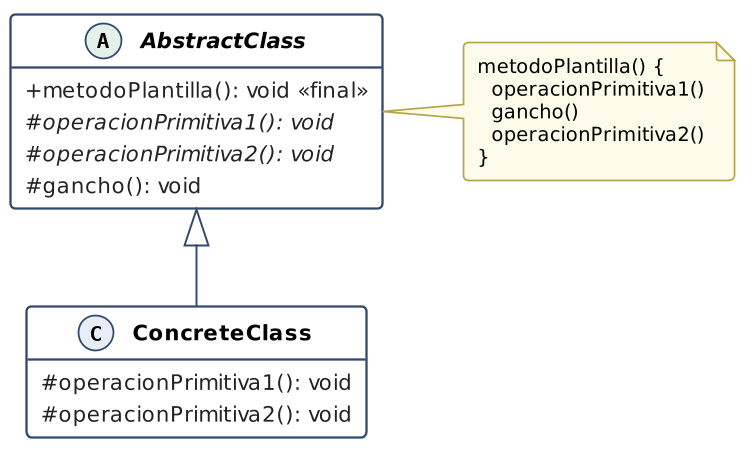 A AbstractClass
+metodoPlantilla(): void «final»
#operacionPrimitiva1(): void
#operacionPrimitiva2(): void
#gancho(): void
metodoPlantilla() {
operacionPrimitiva1()
gancho()
operacionPrimitiva2()
}
C ConcreteClass
#operacionPrimitiva1(): void
#operacionPrimitiva2(): void